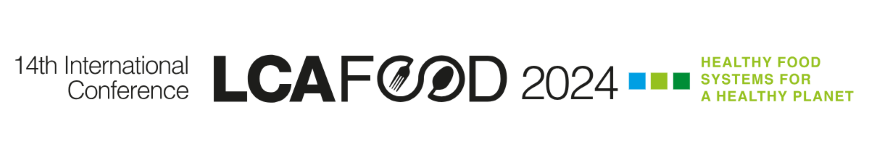 14th International
Conference
LCAFOOD 2024
HEALTHY FOOD
SYSTEMS FOR
A HEALTHY PLANET